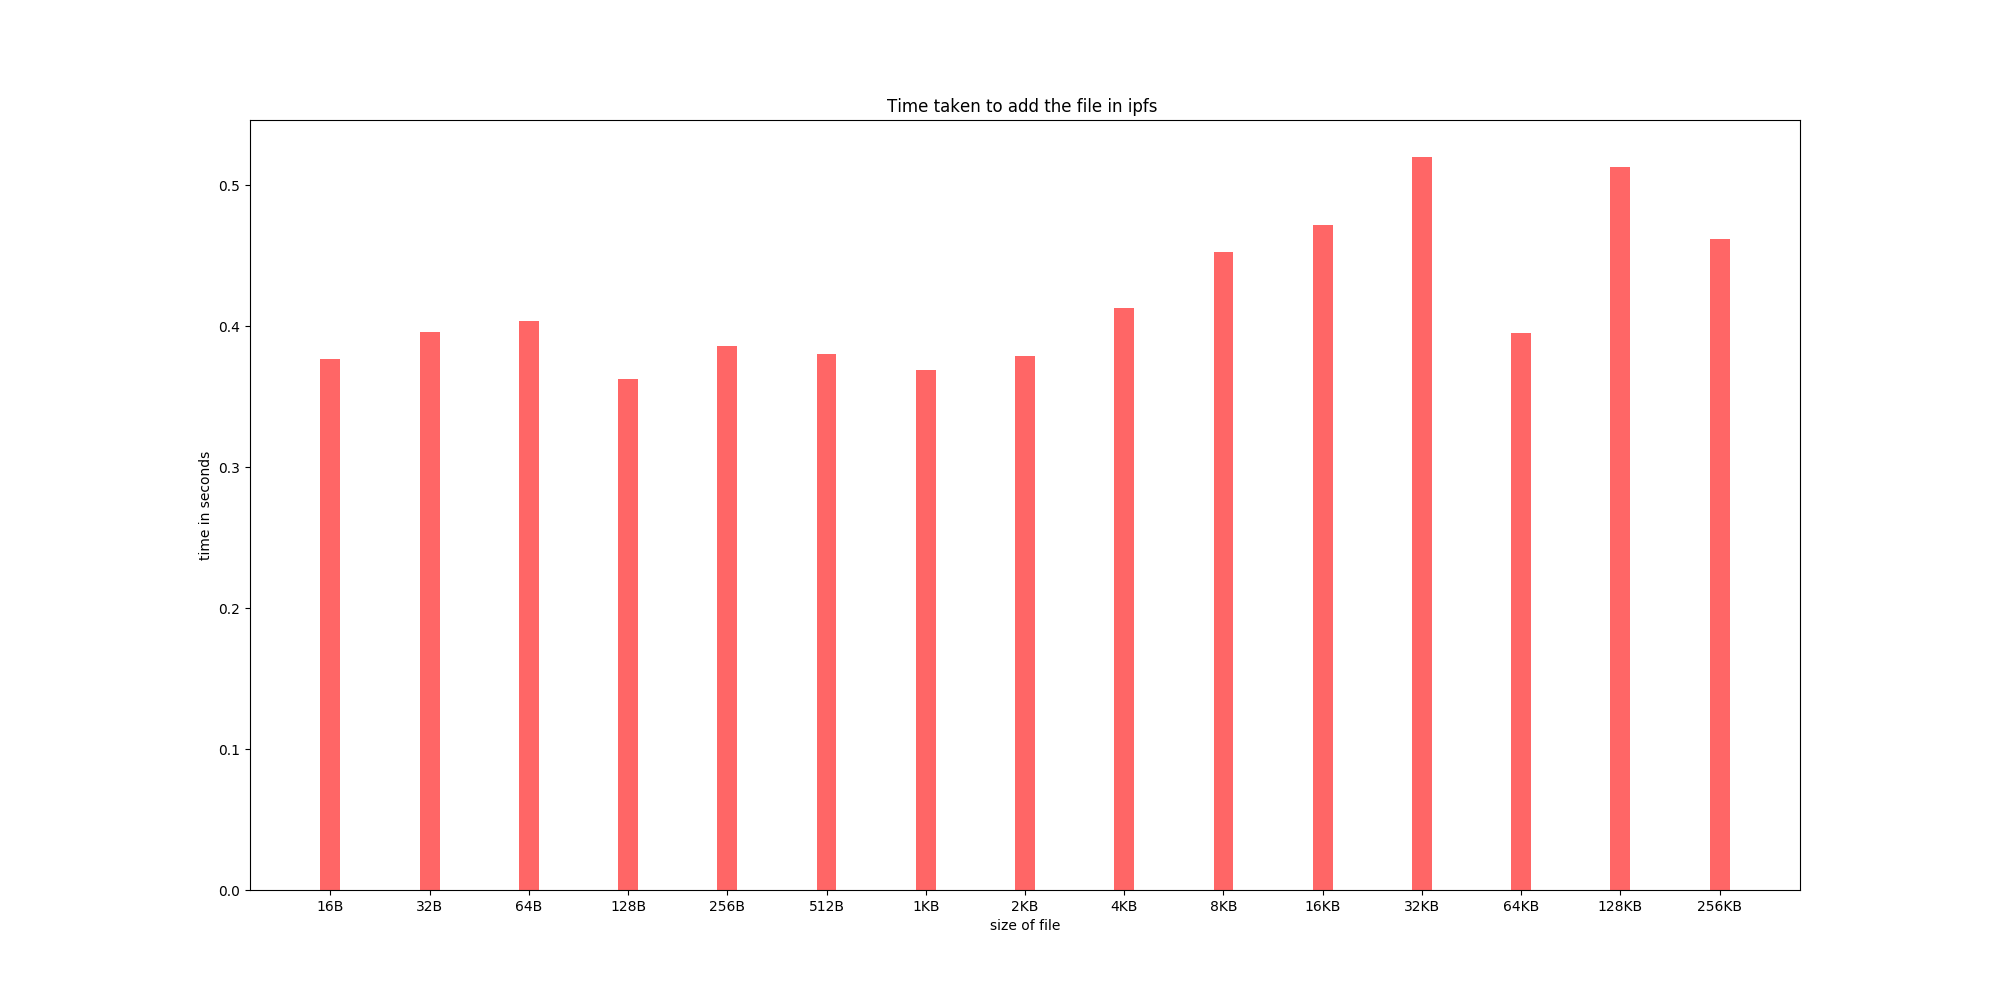 Time taken to add the file in ipfs
time in seconds
0.5
0.4
0.3
0.2
0.1
0.0
16B 32B 64B 128B 256B 512B 1KB 2KB 4KB 8KB 16KB 32KB 64KB 128KB 256KB
size of file